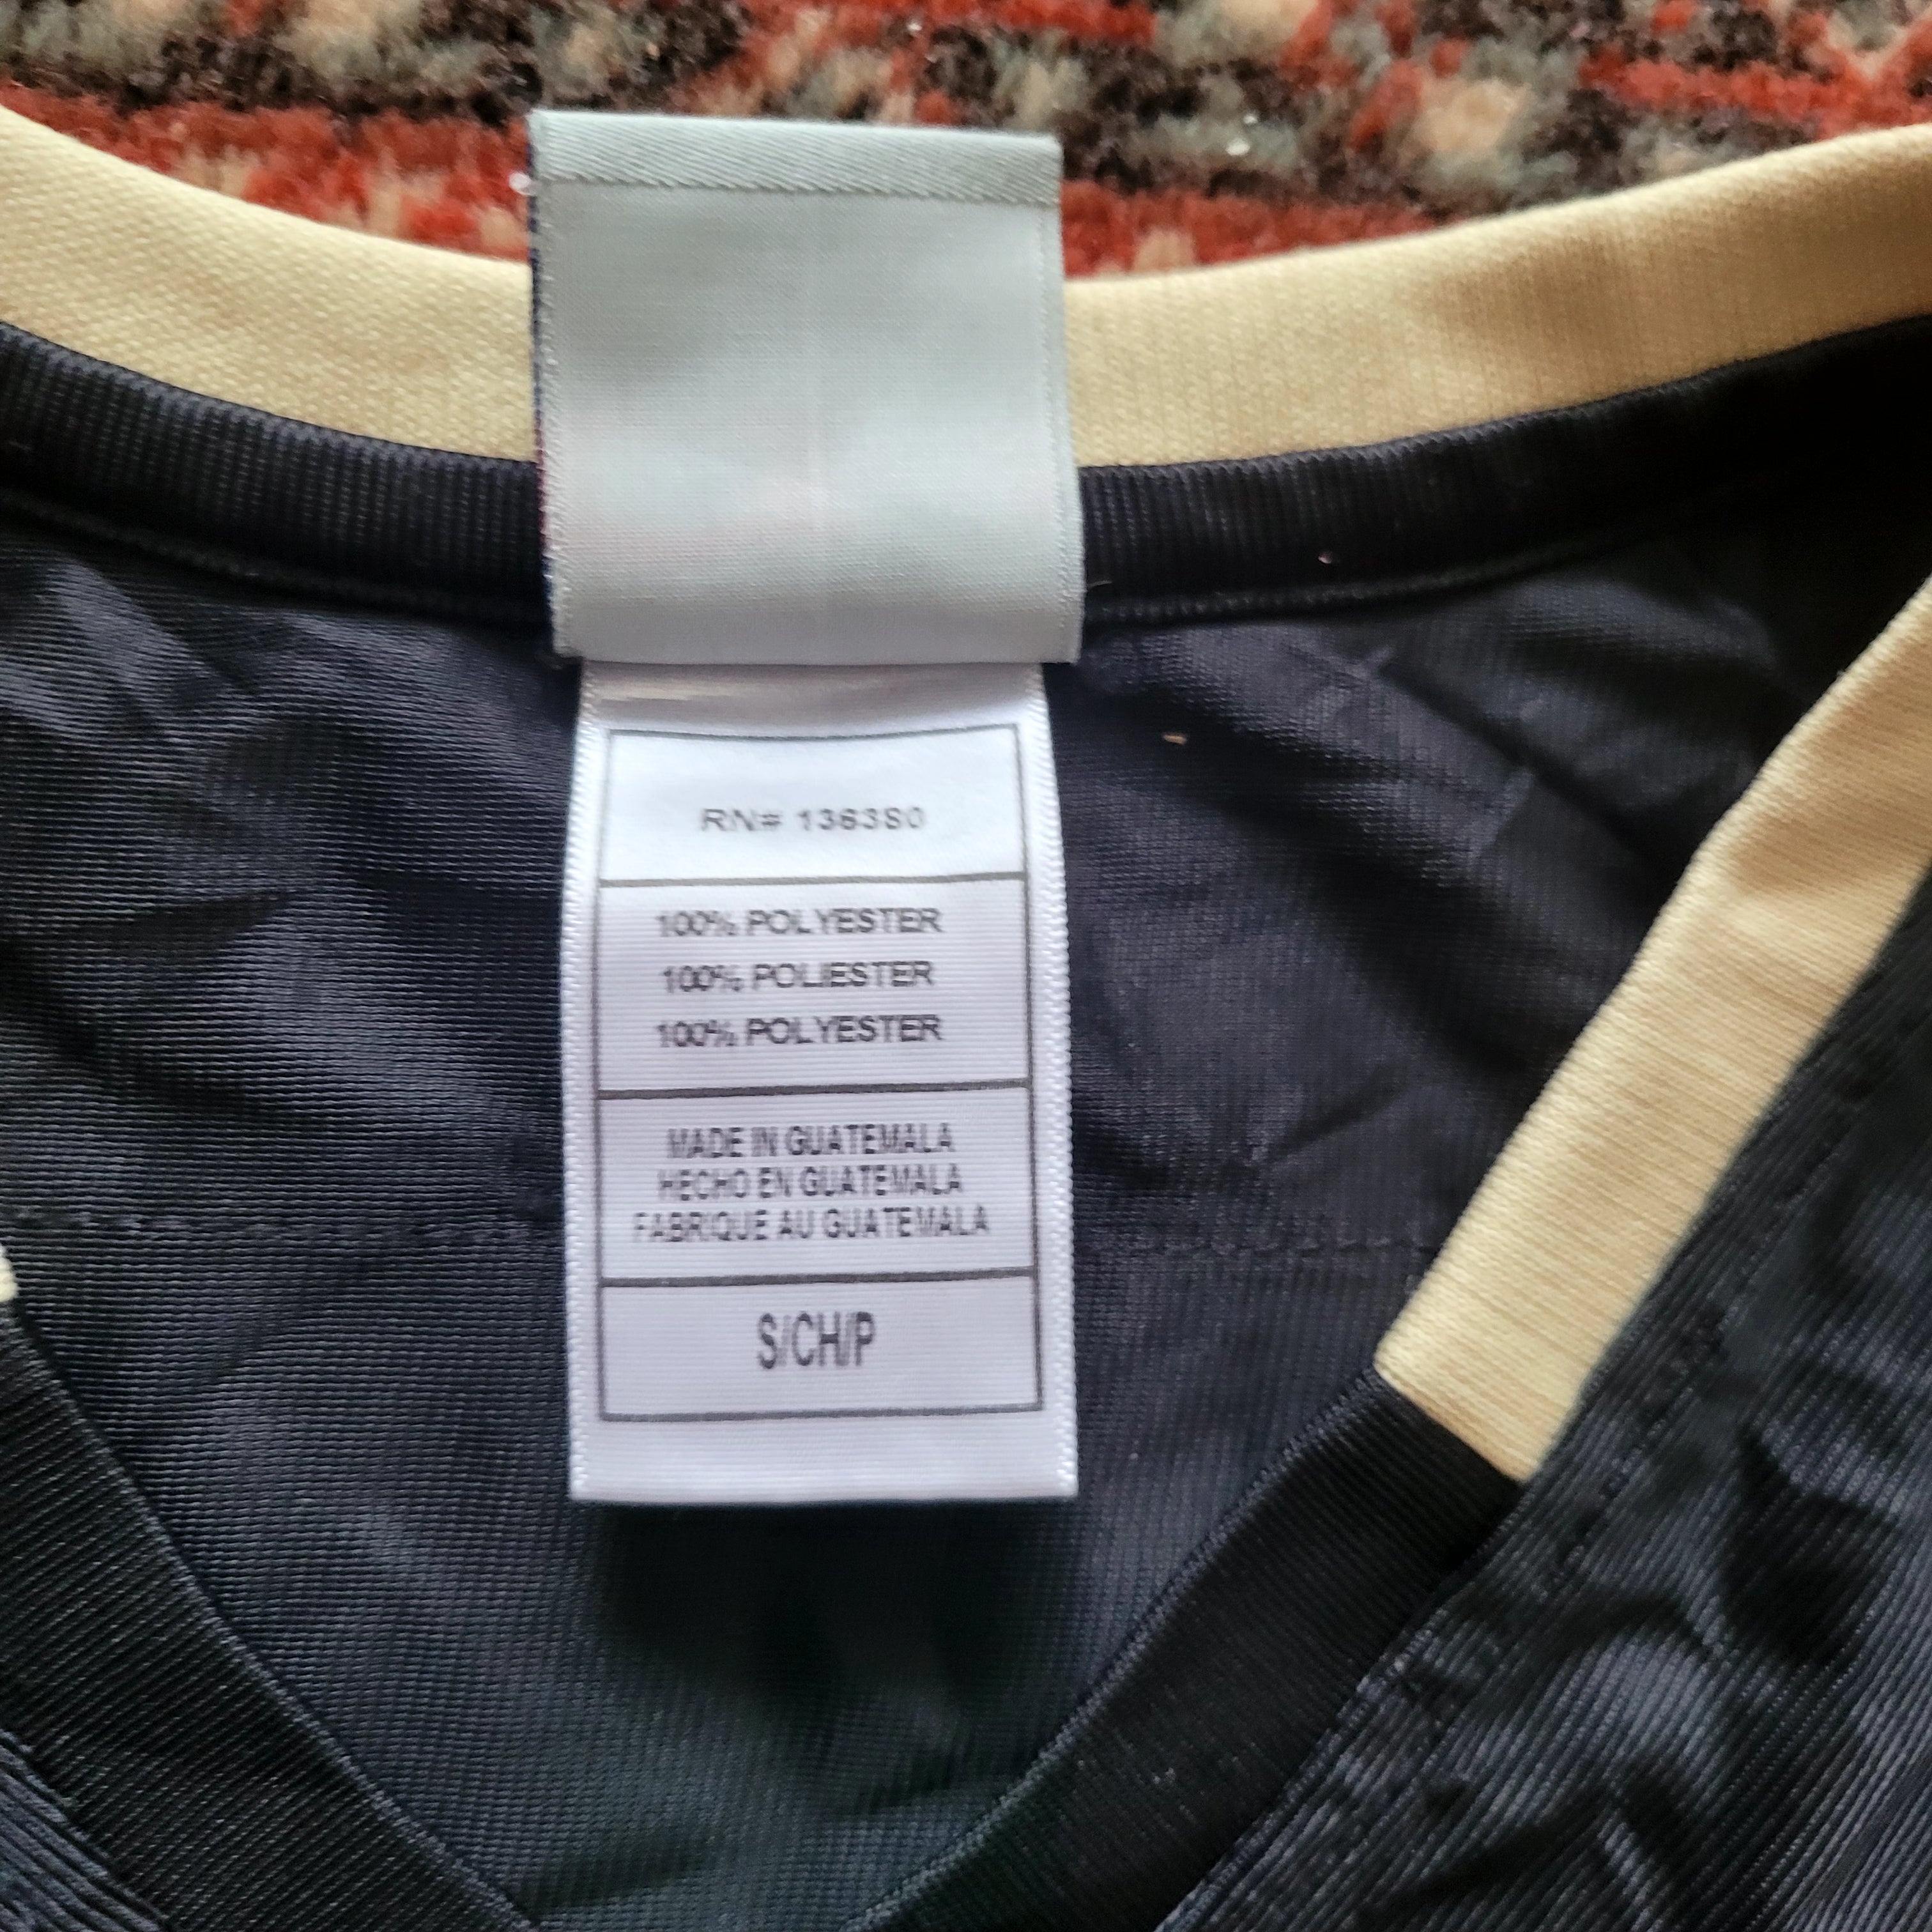 RN# 136380
100% POLYESTER
100% POLIESTER
100% POLYESTER
MADE IN GUATEMALA
HECHO EN GUATEMALA
FABRIQUE AU GUATEMALA
S/CH/P